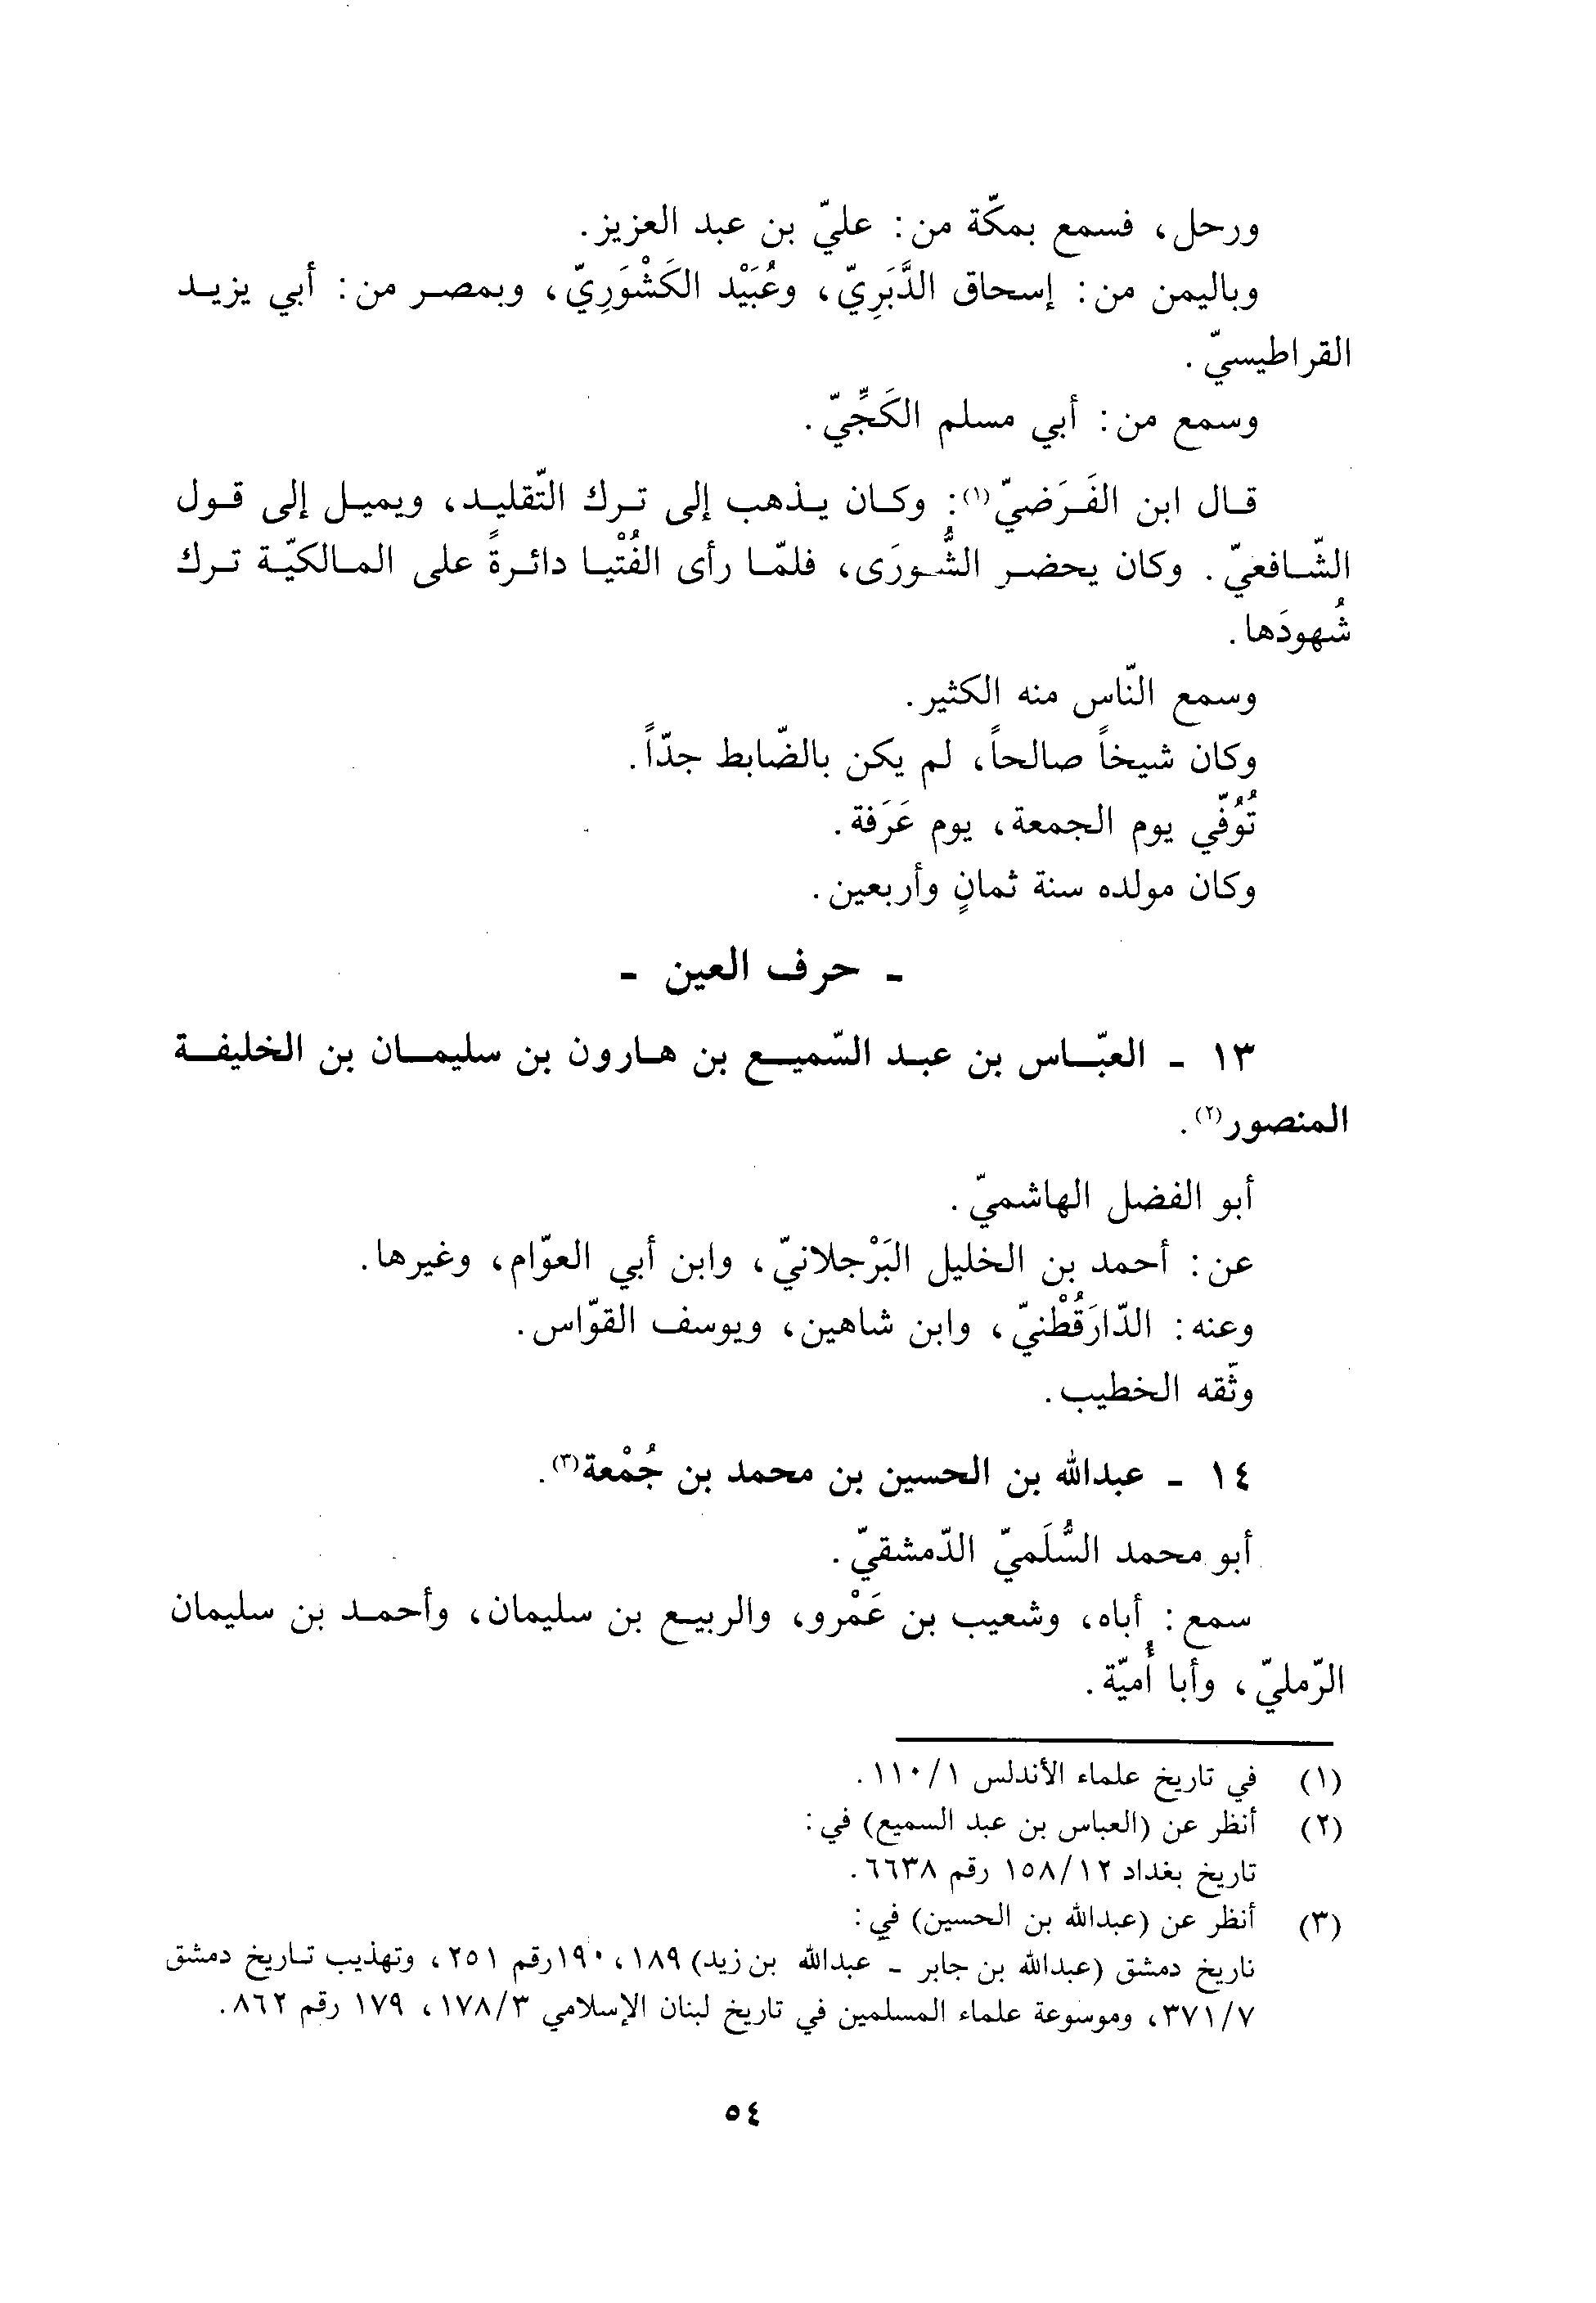 ورحل، فسمع بمكّة من: عليّ بن عبد العزيز.
وباليمن من: إسحاق الدَّبَرِيّ، وعُبَيْد الكَشْوَرِيّ، وبمصر من: أبي يزيد
القراطيسيّ.
وسمع من: أبي مسلم الكَجِّيّ.
قال ابن الفَرَضيّ(١): وكان يذهب إلى ترك التّقليد، ويميل إلى قول
الشّافعيّ. وكان يحضر الشُّورَى، فلمّا رأى الفُتْيا دائرةً على المالكيّة ترك
شُهودَها.
وسمع النّاس منه الكثير.
وكان شيخاً صالحاً، لم يكن بالضّابط جدّاً.
تُوُفّي يوم الجمعة، يوم عَرَفة.
وكان مولده سنة ثمانٍ وأربعين.
- حرف العين -
١٣ - العبّاس بن عبد السّميع بن هارون بن سليمان بن الخليفة
المنصور(٢).
أبو الفضل الهاشميّ.
عن: أحمد بن الخليل البَرْجلانيّ، وابن أبي العوّام، وغيرها.
وعنه: الدّارَقُطْنيّ، وابن شاهين، ويوسف القوّاس.
وثّقه الخطيب.
١٤ - عبدالله بن الحسين بن محمد بن جُمْعة(٣).
أبو محمد السُّلَميّ الدّمشقيّ.
سمع: أباه، وشعيب بن عَمْرو، والربيع بن سليمان، وأحمد بن سليمان
الرّمليّ، وأبا أُميّة.
(١) في تاريخ علماء الأندلس ١/١١٠.
(٢) أنظر عن (العباس بن عبد السميع) في:
تاريخ بغداد ١٥٨/١٢ رقم ٦٦٣٨.
(٣) أنظر عن (عبدالله بن الحسين) في:
تاريخ دمشق (عبدالله بن جابر - عبدالله بن زيد) ١٨٩، ١٩٠رقم ٢٥١، وتهذيب تاريخ دمشق
٣٧١/٧، وموسوعة علماء المسلمين في تاريخ لبنان الإسلامي ١٧٨/٣، ١٧٩ رقم ٨٦٢.
٥٤